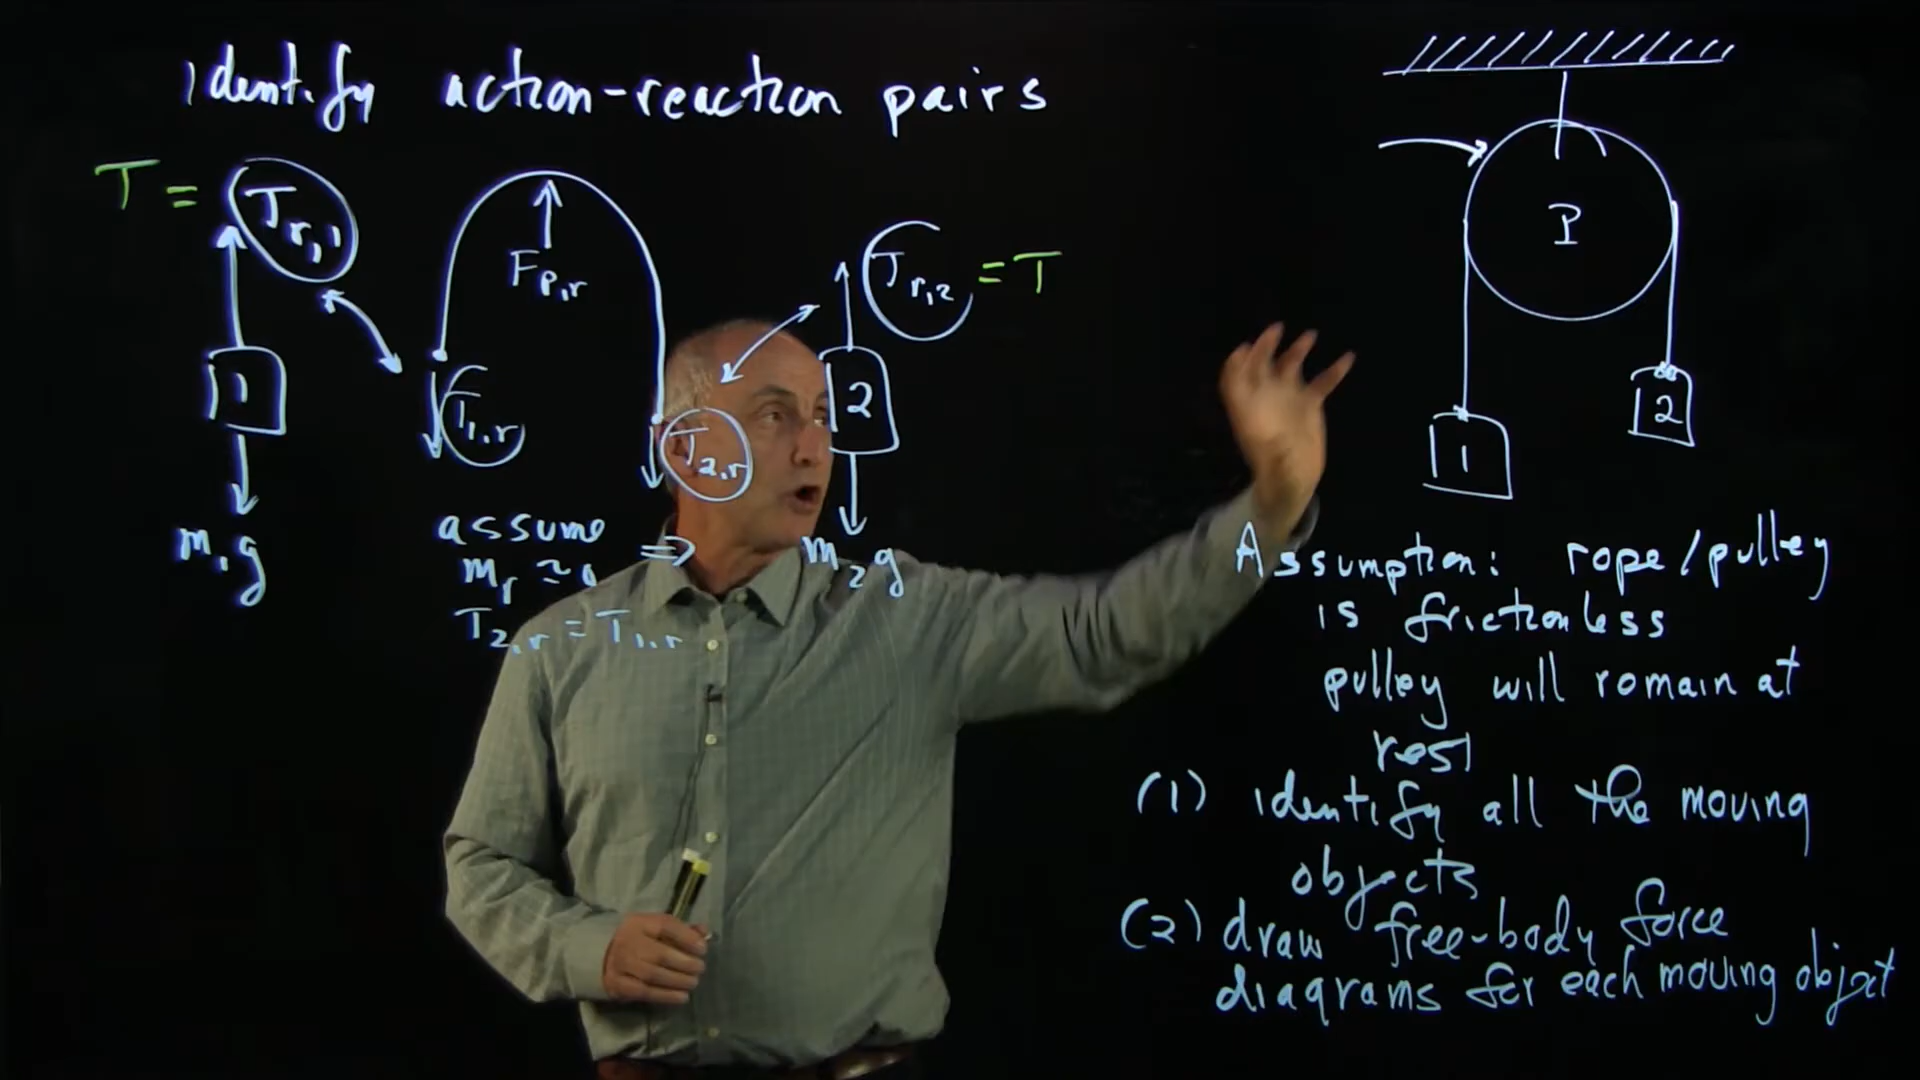 Identify action-reaction pairs
T = T r,1
F p,r
T r,2 = T
1
T 1,r
T 2,r
2
m1g
m2g
assume ⇒
mr ≃ 0
T2,r = T1,r
P
1
2
Assumption: rope/pulley
is frictionless
pulley will remain at
rest
(1) identify all the moving
objects
(2) draw free-body force
diagrams for each moving object